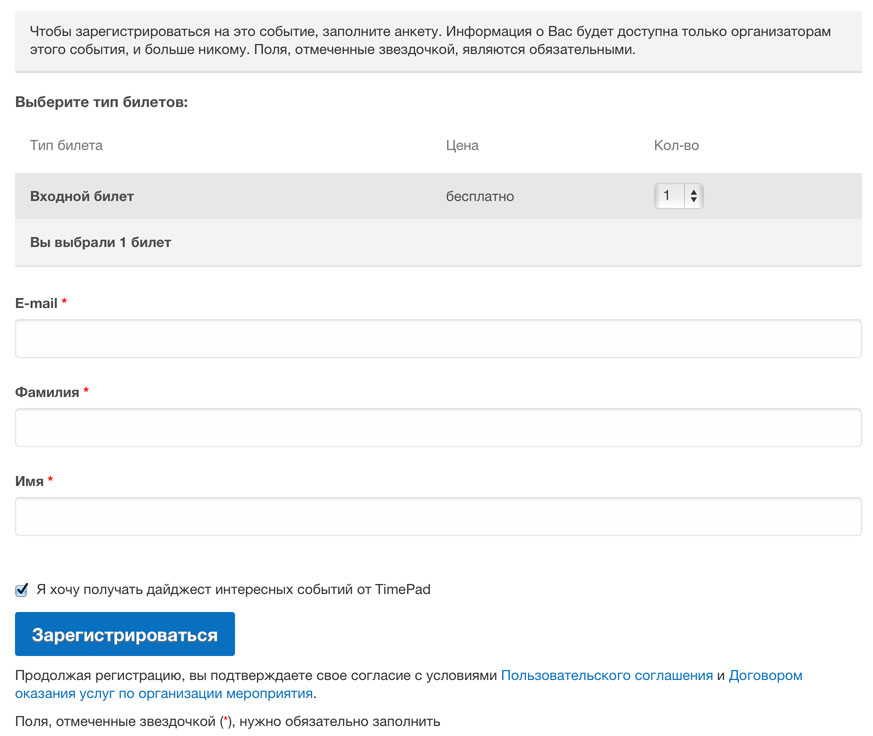 Чтобы зарегистрироваться на это событие, заполните анкету. Информация о Вас будет доступна только организаторам
этого события, и больше никому. Поля, отмеченные звездочкой, являются обязательными.
Выберите тип билетов:
Тип билета Цена Кол-во
Входной билет бесплатно 1
Вы выбрали 1 билет
E-mail *
Фамилия *
Имя *
Я хочу получать дайджест интересных событий от TimePad
Зарегистрироваться
Продолжая регистрацию, вы подтверждаете свое согласие с условиями Пользовательского соглашения и Договором
оказания услуг по организации мероприятия.
Поля, отмеченные звездочкой (*), нужно обязательно заполнить